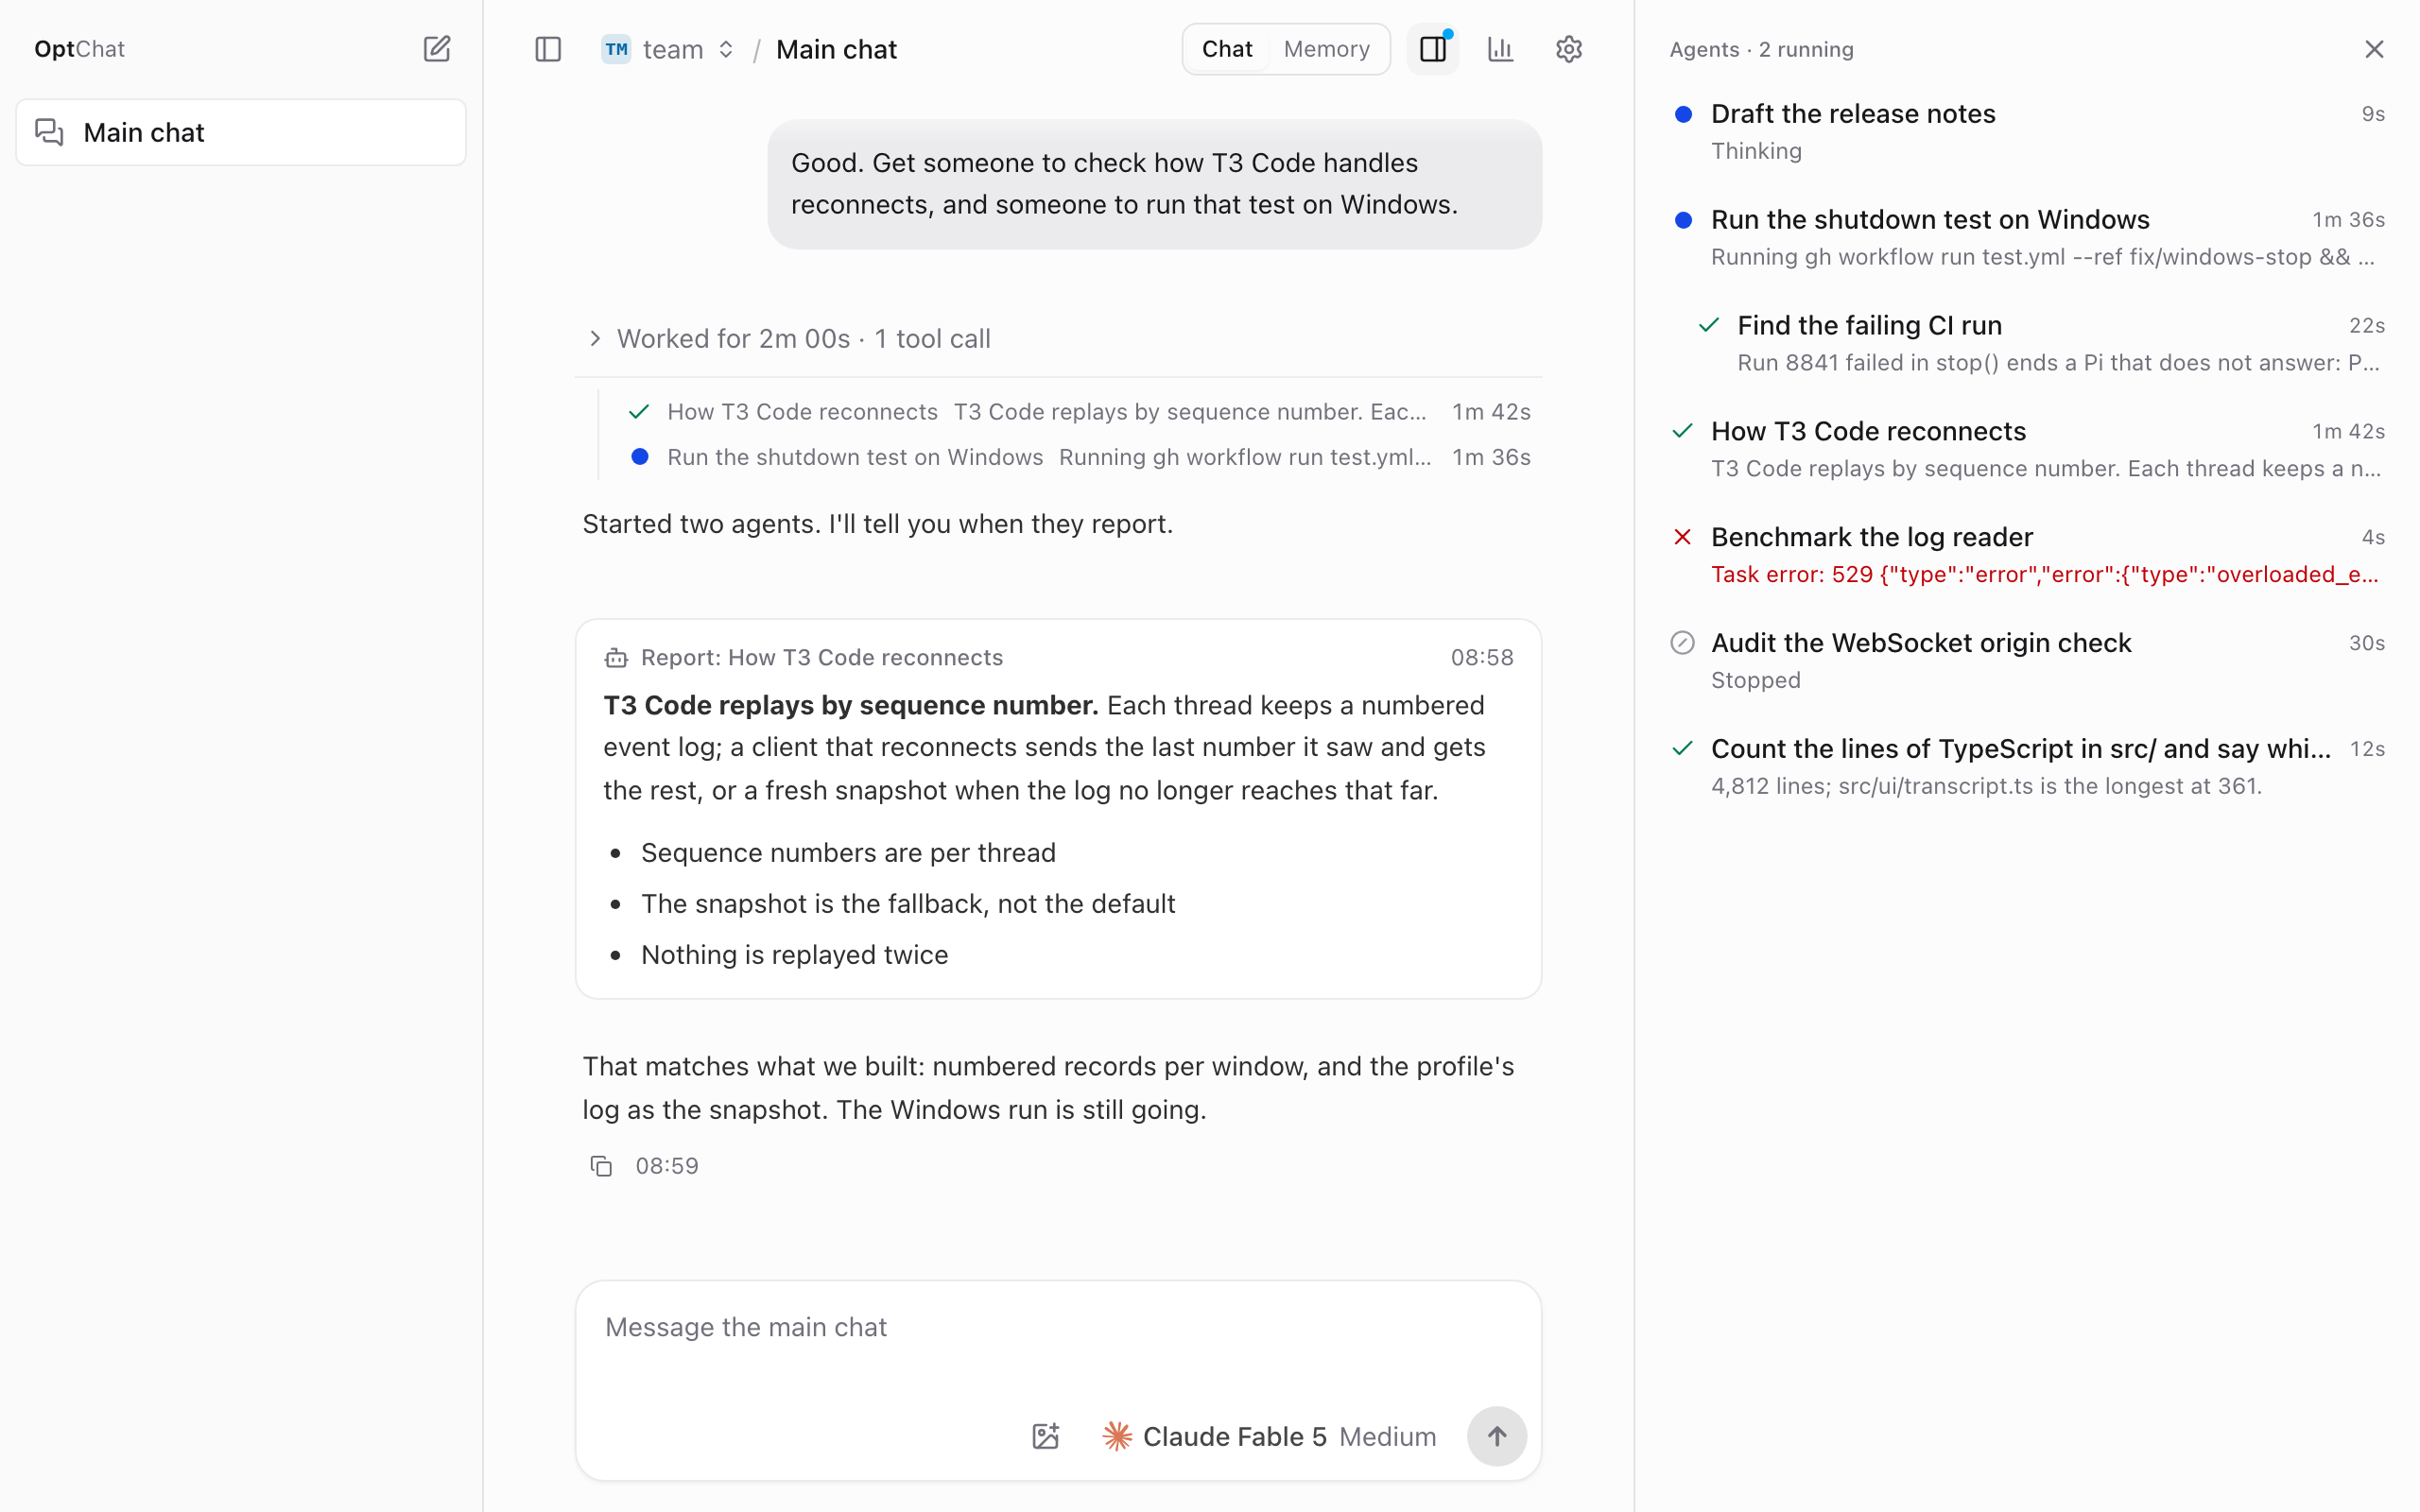 OptChat
Main chat
TM team / Main chat
Chat Memory
Good. Get someone to check how T3 Code handles
reconnects, and someone to run that test on Windows.
Worked for 2m 00s · 1 tool call
How T3 Code reconnects T3 Code replays by sequence number. Eac... 1m 42s
Run the shutdown test on Windows Running gh workflow run test.yml... 1m 36s
Started two agents. I'll tell you when they report.
Report: How T3 Code reconnects 08:58
T3 Code replays by sequence number. Each thread keeps a numbered
event log; a client that reconnects sends the last number it saw and gets
the rest, or a fresh snapshot when the log no longer reaches that far.
• Sequence numbers are per thread
• The snapshot is the fallback, not the default
• Nothing is replayed twice
That matches what we built: numbered records per window, and the profile's
log as the snapshot. The Windows run is still going.
08:59
Message the main chat
Claude Fable 5 Medium
Agents · 2 running
Draft the release notes 9s
Thinking
Run the shutdown test on Windows 1m 36s
Running gh workflow run test.yml --ref fix/windows-stop && ...
Find the failing CI run 22s
Run 8841 failed in stop() ends a Pi that does not answer: P...
How T3 Code reconnects 1m 42s
T3 Code replays by sequence number. Each thread keeps a n...
Benchmark the log reader 4s
Task error: 529 {"type":"error","error":{"type":"overloaded_e...
Audit the WebSocket origin check 30s
Stopped
Count the lines of TypeScript in src/ and say whi... 12s
4,812 lines; src/ui/transcript.ts is the longest at 361.